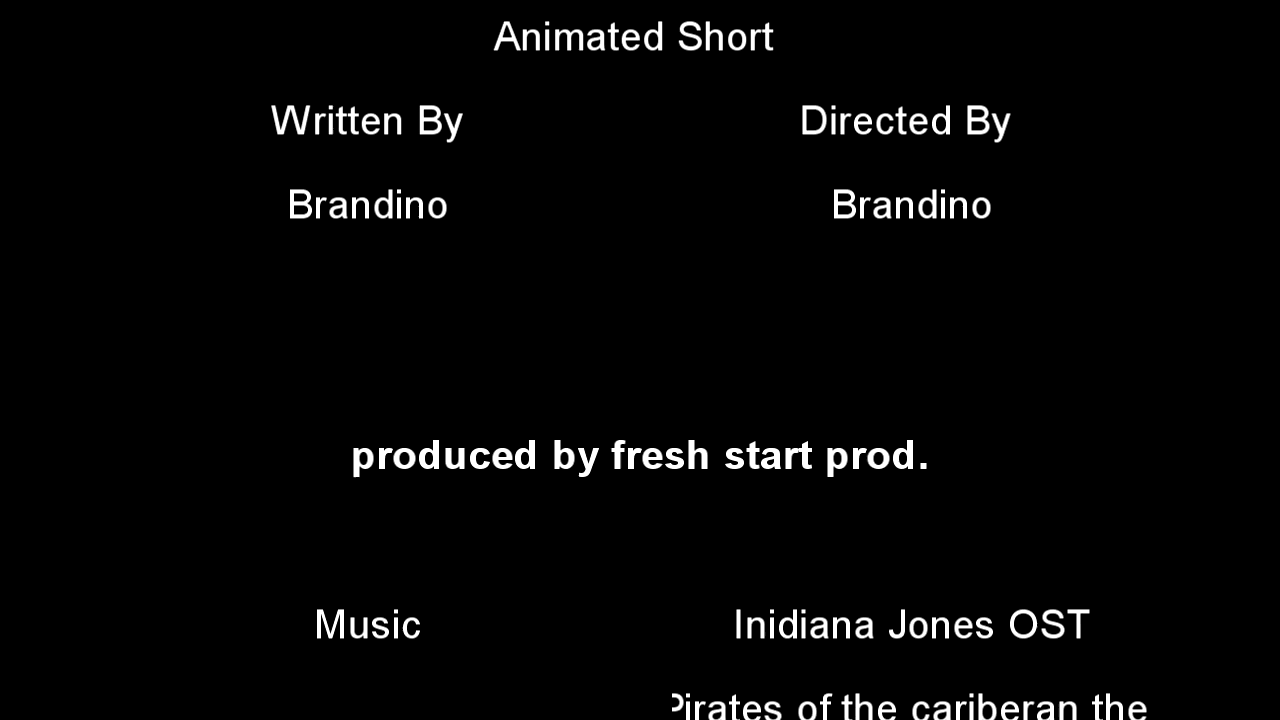 Animated Short
Written By Directed By
Brandino Brandino
produced by fresh start prod.
Music Inidiana Jones OST
Pirates of the cariberan the